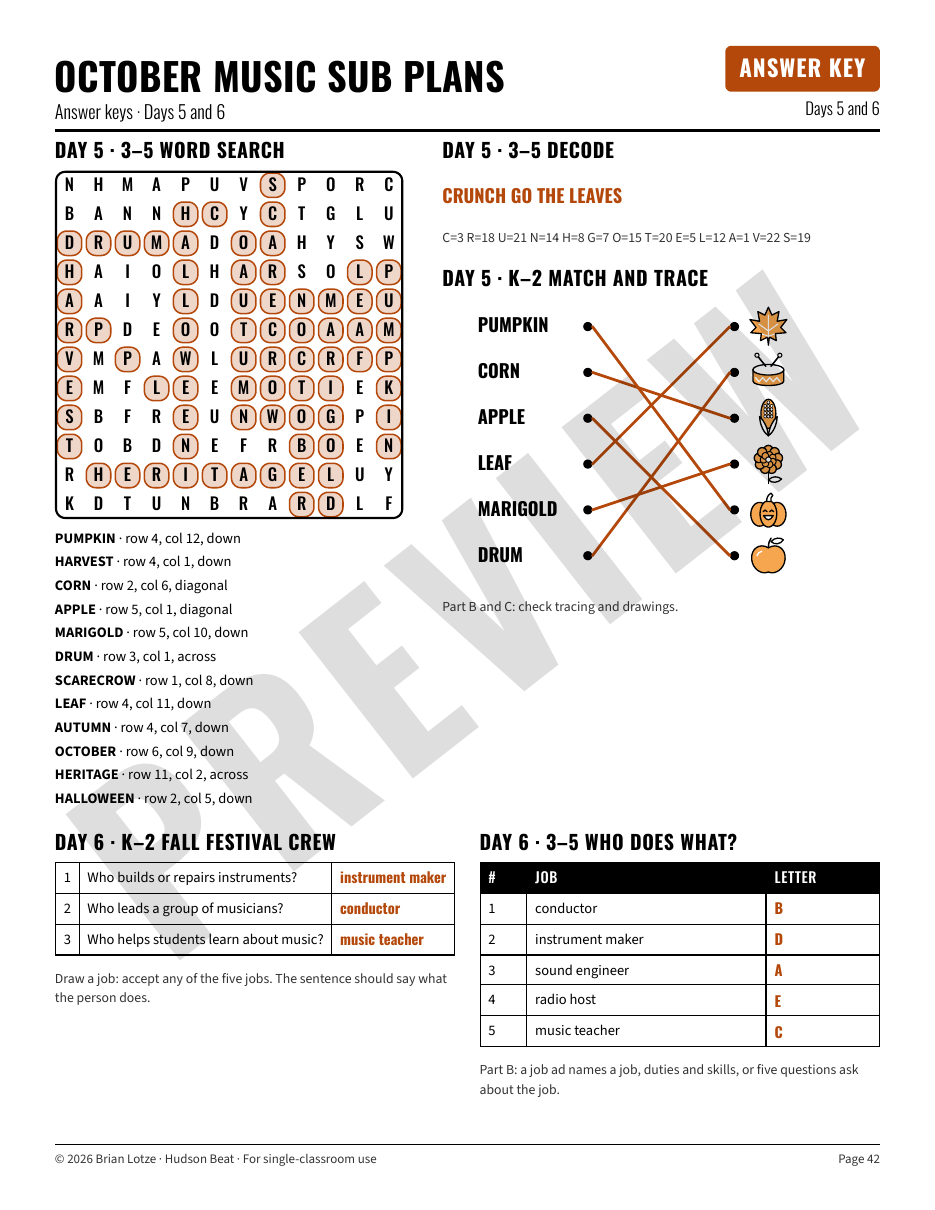 OCTOBER MUSIC SUB PLANS
ANSWER KEY
Answer keys · Days 5 and 6
Days 5 and 6
DAY 5 · 3–5 WORD SEARCH
N H M A P U V S P O R C
B A N N H C Y C T G L U
D R U M A D O A H Y S W
H A I O L H A R S O L P
A A I Y L D U E N M E U
R P D E O O T C O A A M
V M P A W L U R C R F P
E M F L E E M O T I E K
S B F R E U N W O G P I
T O B D N E F R B O E N
R H E R I T A G E L U Y
K D T U N B R A R D L F
PUMPKIN · row 4, col 12, down
HARVEST · row 4, col 1, down
CORN · row 2, col 6, diagonal
APPLE · row 5, col 1, diagonal
MARIGOLD · row 5, col 10, down
DRUM · row 3, col 1, across
SCARECROW · row 1, col 8, down
LEAF · row 4, col 11, down
AUTUMN · row 4, col 7, down
OCTOBER · row 6, col 9, down
HERITAGE · row 11, col 2, across
HALLOWEEN · row 2, col 5, down
DAY 5 · 3–5 DECODE
CRUNCH GO THE LEAVES
C=3 R=18 U=21 N=14 H=8 G=7 O=15 T=20 E=5 L=12 A=1 V=22 S=19
DAY 5 · K–2 MATCH AND TRACE
PUMPKIN
CORN
APPLE
LEAF
MARIGOLD
DRUM
Part B and C: check tracing and drawings.
PREVIEW
DAY 6 · K–2 FALL FESTIVAL CREW
1 Who builds or repairs instruments? instrument maker
2 Who leads a group of musicians? conductor
3 Who helps students learn about music? music teacher
Draw a job: accept any of the five jobs. The sentence should say what
the person does.
DAY 6 · 3–5 WHO DOES WHAT?
# JOB LETTER
1 conductor B
2 instrument maker D
3 sound engineer A
4 radio host E
5 music teacher C
Part B: a job ad names a job, duties and skills, or five questions ask
about the job.
© 2026 Brian Lotze · Hudson Beat · For single-classroom use
Page 42